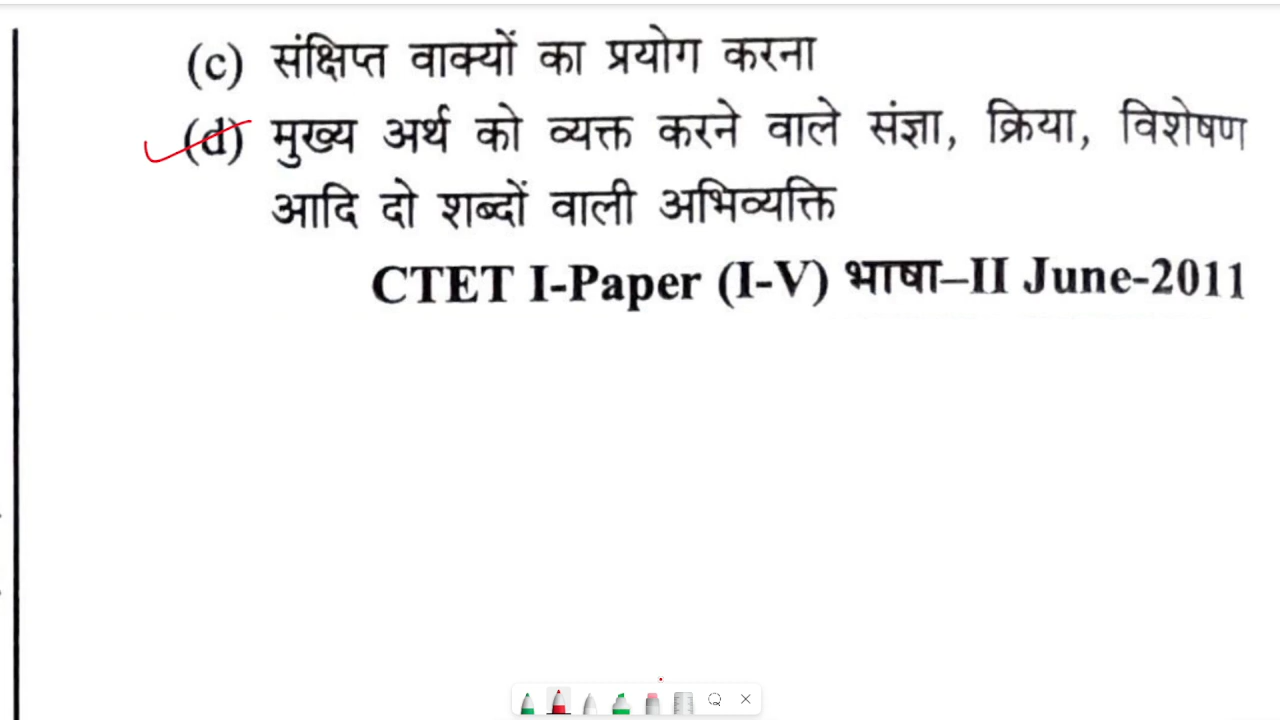 (c) संक्षिप्त वाक्यों का प्रयोग करना
(d) मुख्य अर्थ को व्यक्त करने वाले संज्ञा, क्रिया, विशेषण
आदि दो शब्दों वाली अभिव्यक्ति
CTET I-Paper (I-V) भाषा–II June-2011